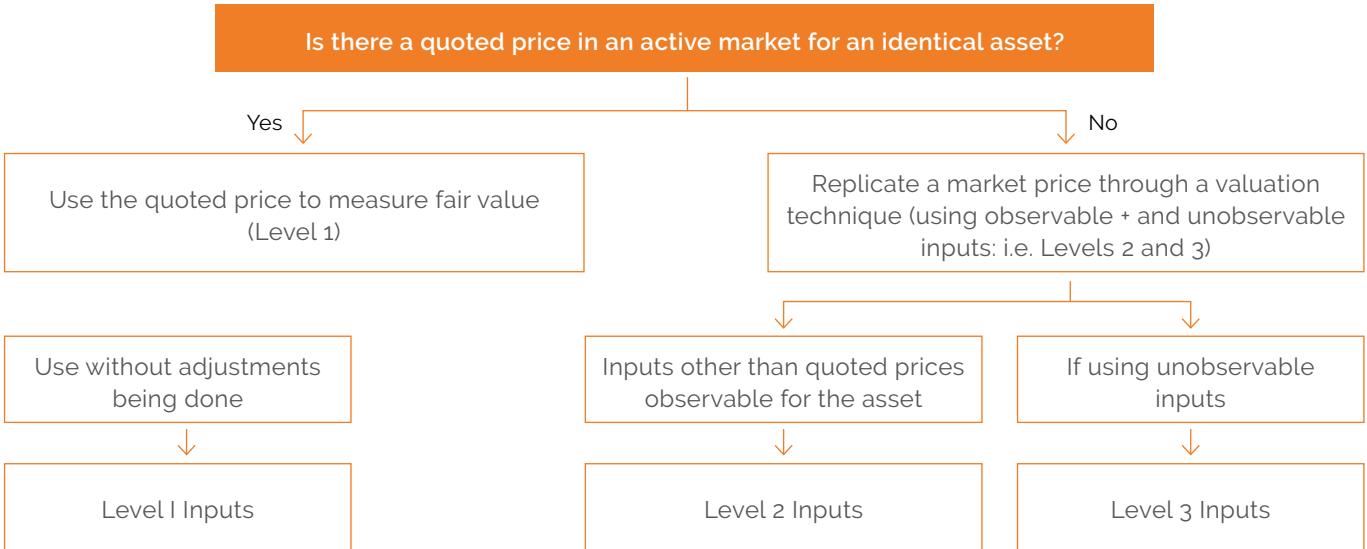 Is there a quoted price in an active market for an identical asset?
Yes
No
Use the quoted price to measure fair value
(Level 1)
Replicate a market price through a valuation
technique (using observable + and unobservable
inputs: i.e. Levels 2 and 3)
Use without adjustments
being done
Inputs other than quoted prices
observable for the asset
If using unobservable
inputs
Level I Inputs
Level 2 Inputs
Level 3 Inputs